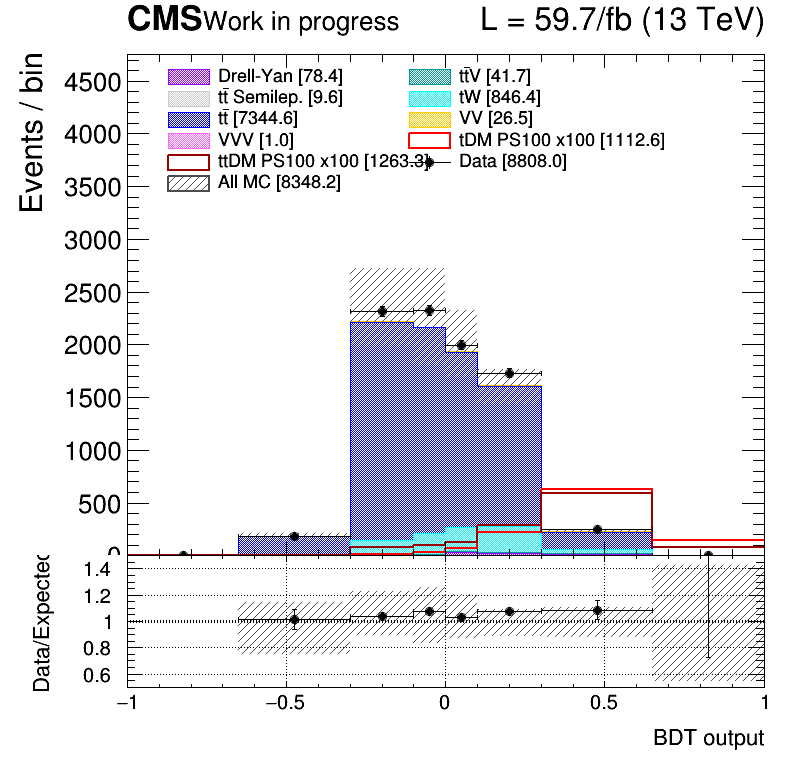 CMS Work in progress L = 59.7/fb (13 TeV)
Events / bin
4500
4000
3500
3000
2500
2000
1500
1000
500
0
Drell-Yan [78.4] tt̄V [41.7]
tt̄ Semilep. [9.6] tW [846.4]
tt̄ [7344.6] VV [26.5]
VVV [1.0] tDM PS100 x100 [1112.6]
ttDM PS100 x100 [1263.3] Data [8808.0]
All MC [8348.2]
Data/Expected
1.4
1.2
1
0.8
0.6
−1 −0.5 0 0.5 1
BDT output